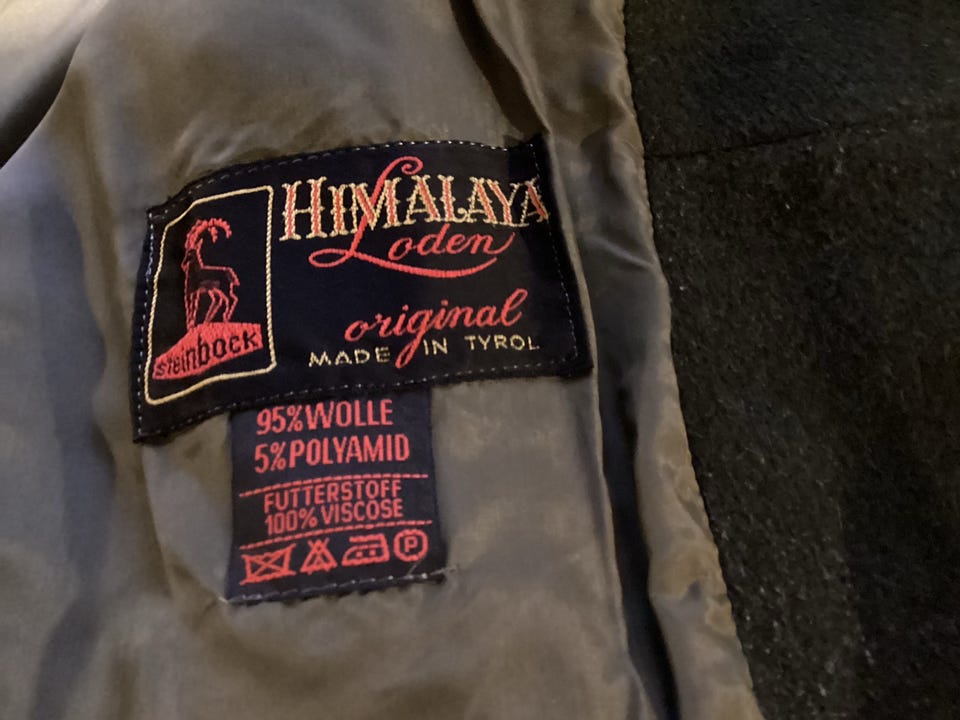 HIMALAYA
Loden
original
MADE IN TYROL
steinbock
95% WOLLE
5% POLYAMID
FUTTERSTOFF
100% VISCOSE
P